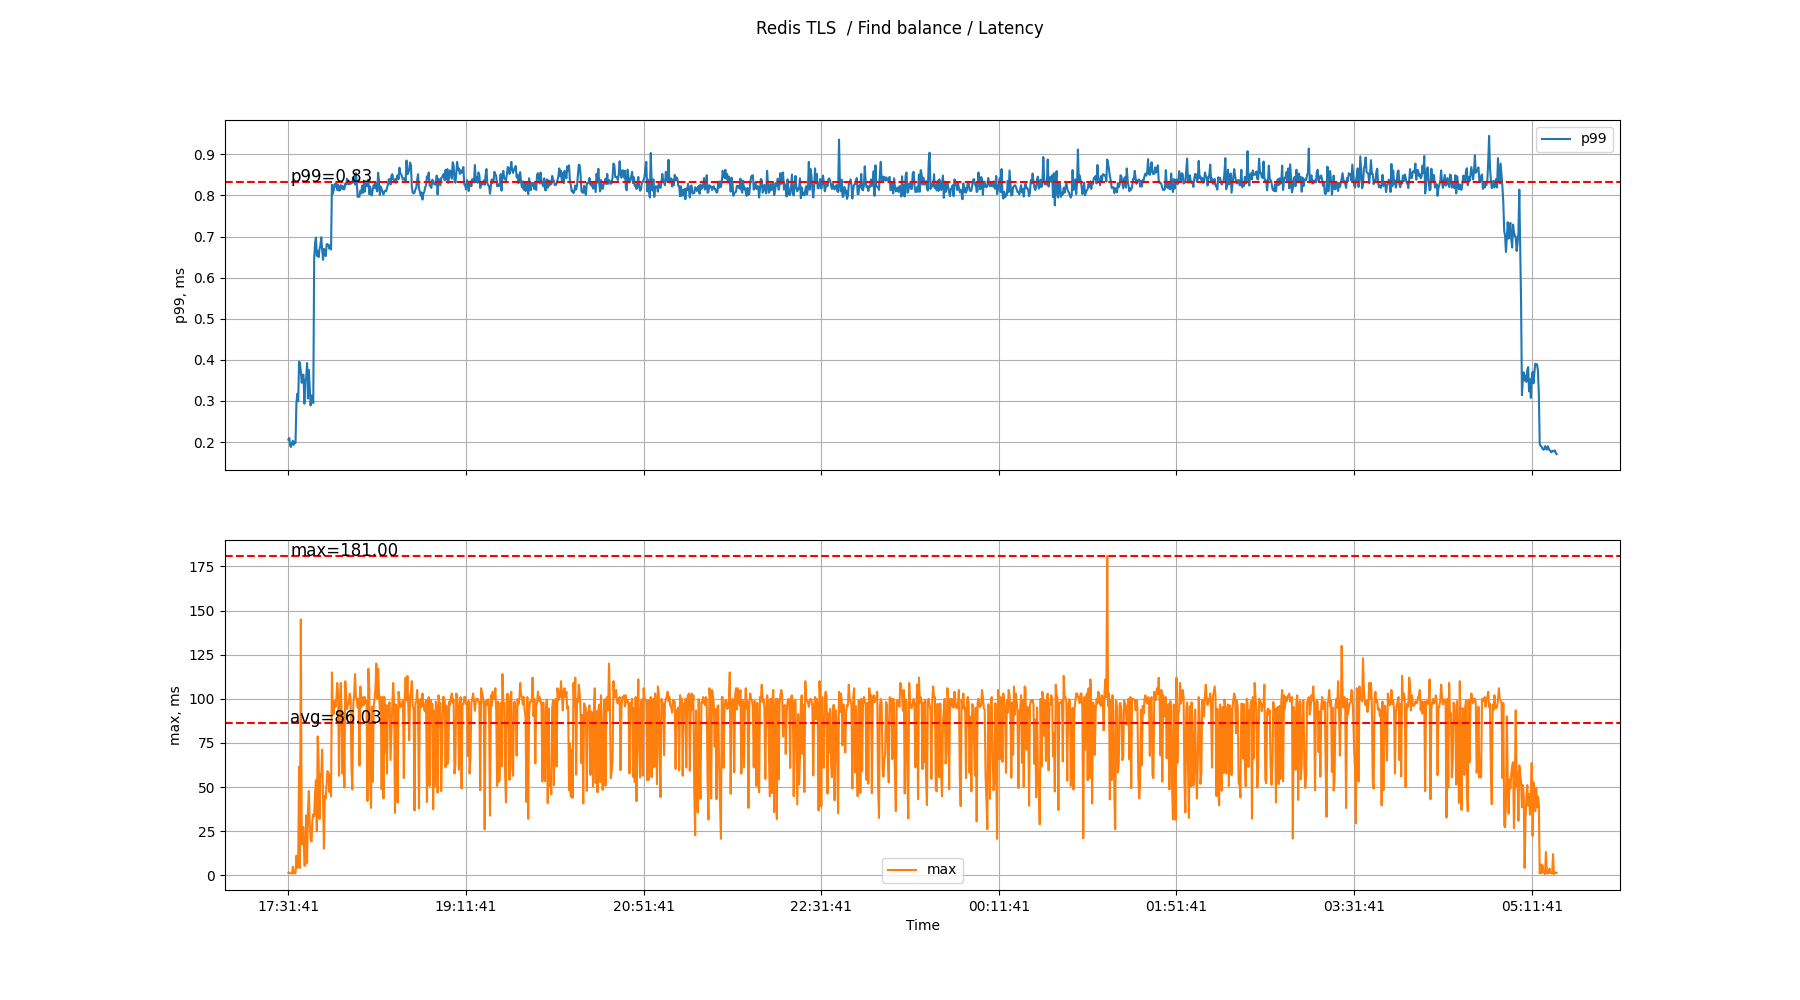 Redis TLS  / Find balance / Latency
p99
0.9
p99=0.83
0.8
0.7
0.6
0.5
0.4
0.3
0.2
p99, ms
max=181.00
175
150
125
100
avg=86.03
75
50
25
0
max, ms
max
17:31:41 19:11:41 20:51:41 22:31:41 00:11:41 01:51:41 03:31:41 05:11:41
Time